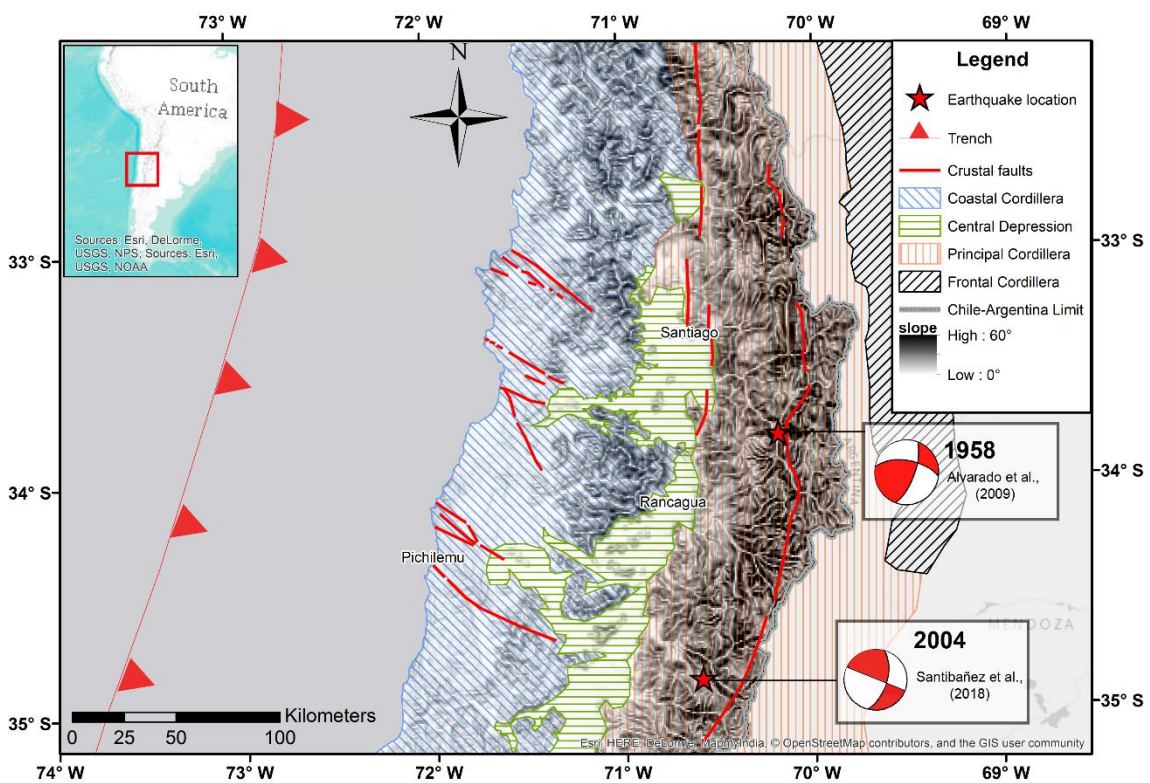 73° W
72° W
71° W
70° W
69° W
South
America
Sources: Esri, DeLorme,
USGS, NPS; Sources: Esri,
USGS, NOAA
N
Legend
Earthquake location
Trench
Crustal faults
Coastal Cordillera
Central Depression
Principal Cordillera
Frontal Cordillera
Chile-Argentina Limit
slope
High : 60°
Low : 0°
33° S
33° S
Santiago
1958
Alvarado et al.,
(2009)
ARGENTINA
34° S
34° S
Rancagua
Pichilemu
MENDOZA
2004
Santibañez et al.,
(2018)
35° S
35° S
Kilometers
0 25 50 100
Esri, HERE, DeLorme, MapmyIndia, © OpenStreetMap contributors, and the GIS user community
74° W
73° W
72° W
71° W
70° W
69° W